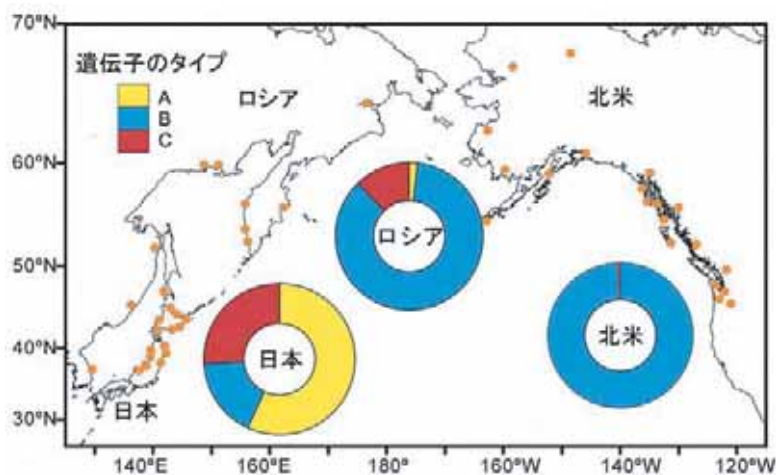 70°N
遺伝子のタイプ
A
B
C
ロシア
北米
60°N
ロシア
50°N
北米
日本
40°N
日本
30°N
140°E
160°E
180°
160°W
140°W
120°W